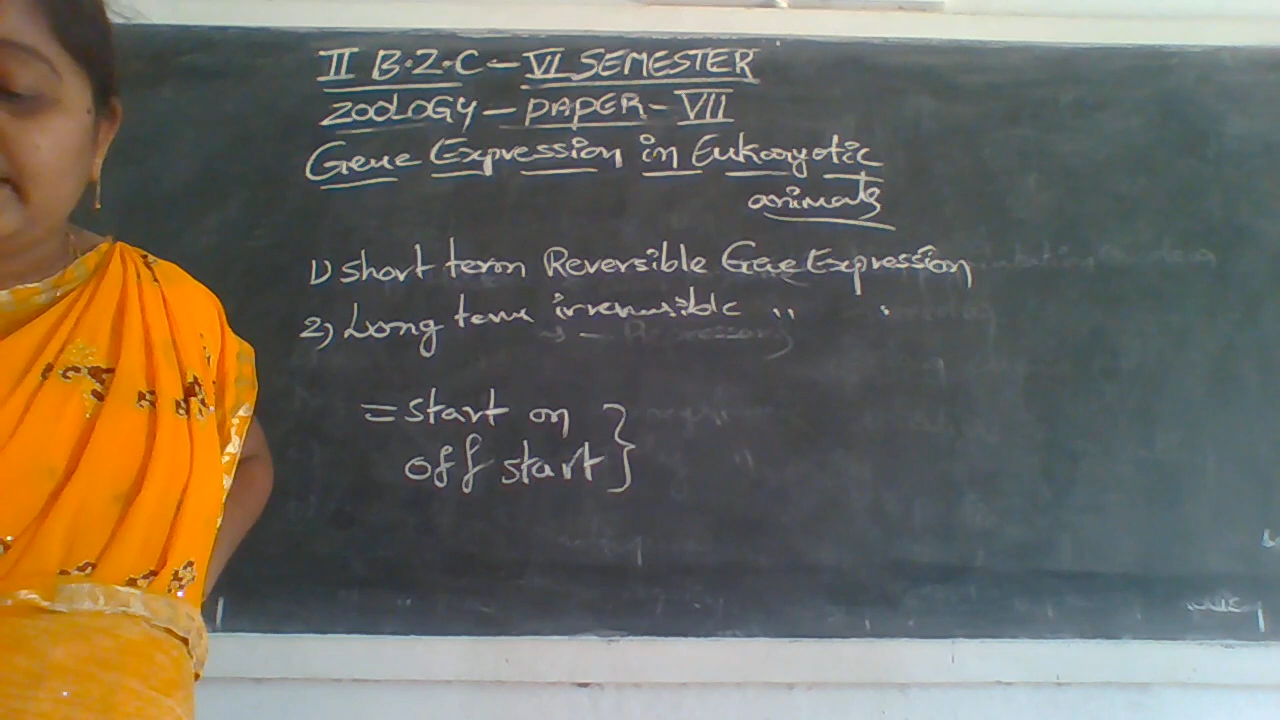 II B.Z.C - VI SEMESTER
ZOOLOGY - PAPER - VII
Gene Expression in Eukaryotic
animals
1) Short term Reversible Gene Expression
2) Long term irreversible " "
= Start on
off start }